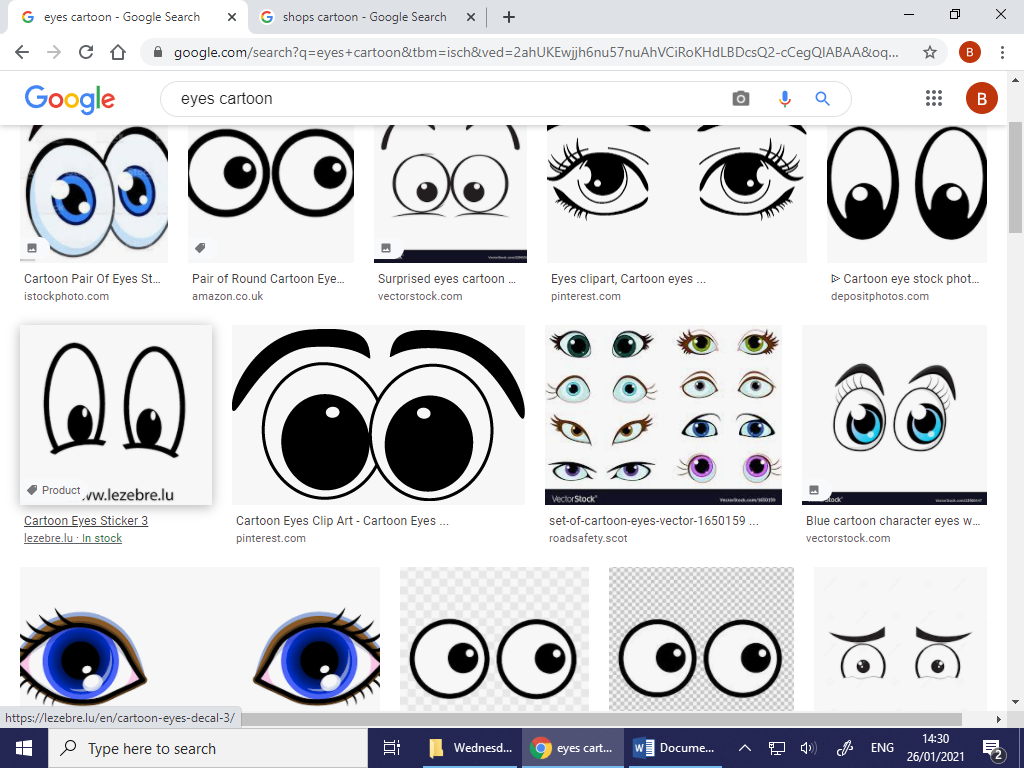 eyes cartoon - Google Search
shops cartoon - Google Search
google.com/search?q=eyes+cartoon&tbm=isch&ved=2ahUKEwjjh6nu57nuAhVCiRoKHdLBDcsQ2-cCegQIABAA&oq...
B
Google
eyes cartoon
B
Cartoon Pair Of Eyes St...
istockphoto.com
Pair of Round Cartoon Eye...
amazon.co.uk
Surprised eyes cartoon ...
vectorstock.com
Eyes clipart, Cartoon eyes ...
pinterest.com
ᐈ Cartoon eye stock phot...
depositphotos.com
Product
ww.lezebre.lu
Cartoon Eyes Sticker 3
lezebre.lu · In stock
Cartoon Eyes Clip Art - Cartoon Eyes ...
pinterest.com
VectorStock
VectorStock.com/1650159
set-of-cartoon-eyes-vector-1650159 ...
roadsafety.scot
Blue cartoon character eyes w...
vectorstock.com
https://lezebre.lu/en/cartoon-eyes-decal-3/
Type here to search
Wednesd...
eyes cart...
Docume...
ENG
14:30
26/01/2021
2